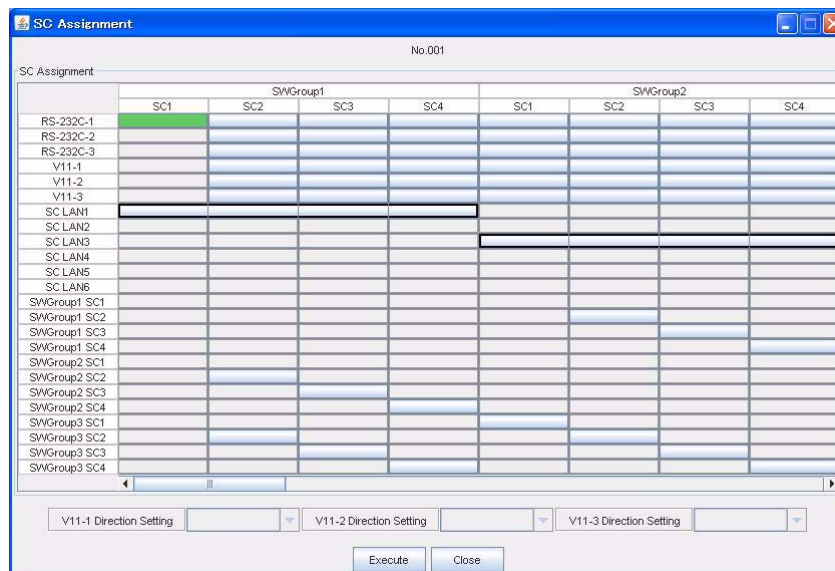 SC Assignment
No.001
SC Assignment
SWGroup1 SWGroup2
SC1 SC2 SC3 SC4 SC1 SC2 SC3 SC4
RS-232C-1
RS-232C-2
RS-232C-3
V11-1
V11-2
V11-3
SC LAN1
SC LAN2
SC LAN3
SC LAN4
SC LAN5
SC LAN6
SWGroup1 SC1
SWGroup1 SC2
SWGroup1 SC3
SWGroup1 SC4
SWGroup2 SC1
SWGroup2 SC2
SWGroup2 SC3
SWGroup2 SC4
SWGroup3 SC1
SWGroup3 SC2
SWGroup3 SC3
SWGroup3 SC4
V11-1 Direction Setting V11-2 Direction Setting V11-3 Direction Setting
Execute Close